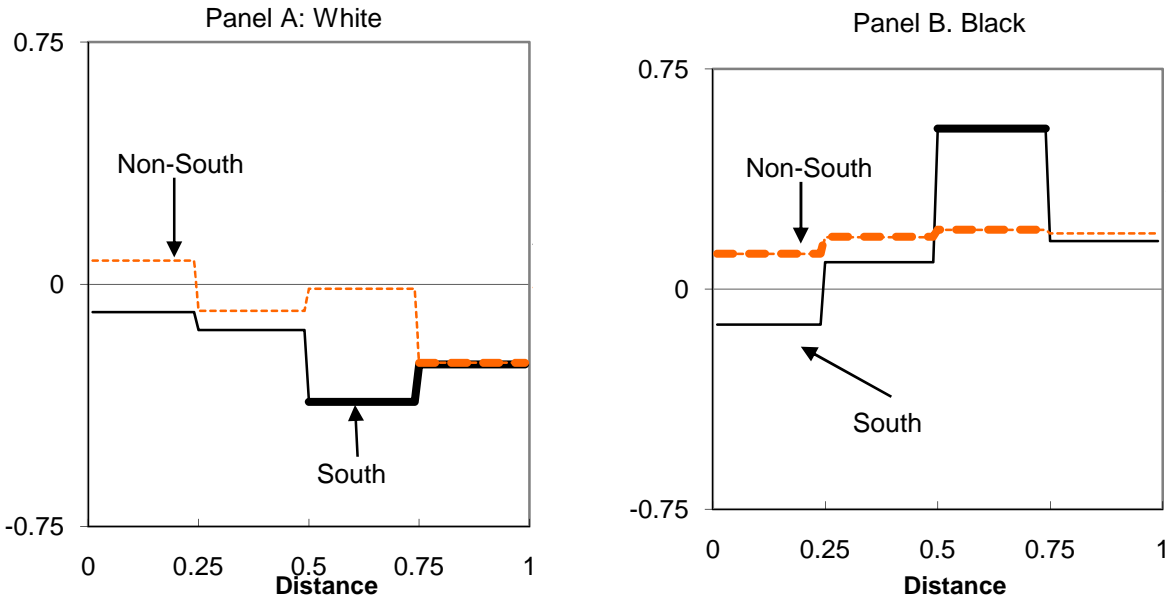 Panel A: White
0.75
Non-South
0
South
-0.75
0 0.25 0.5 0.75 1
Distance
Panel B. Black
0.75
Non-South
0
South
-0.75
0 0.25 0.5 0.75 1
Distance